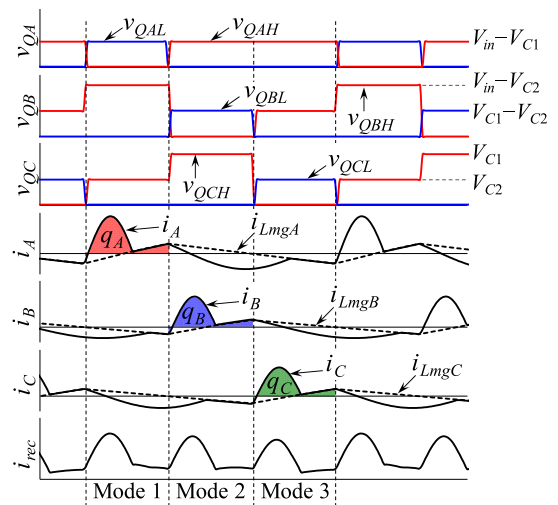 v_QA
v_QAL
v_QAH
V_in−V_C1
v_QB
v_QBL
v_QBH
V_in−V_C2
V_C1−V_C2
v_QC
v_QCH
v_QCL
V_C1
V_C2
i_A
q_A
i_A
i_LmgA
i_B
q_B
i_B
i_LmgB
i_C
q_C
i_C
i_LmgC
i_rec
Mode 1 Mode 2 Mode 3